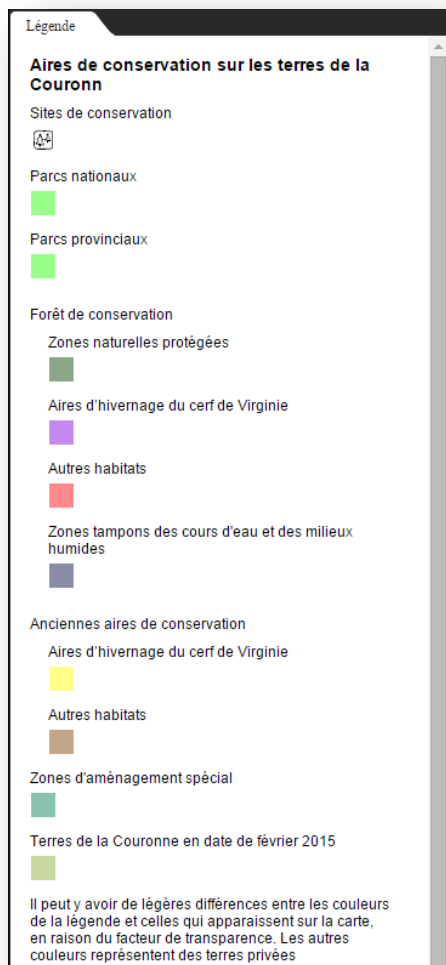 Légende
Aires de conservation sur les terres de la
Couronn
Sites de conservation
Parcs nationaux
Parcs provinciaux
Forêt de conservation
Zones naturelles protégées
Aires d'hivernage du cerf de Virginie
Autres habitats
Zones tampons des cours d'eau et des milieux
humides
Anciennes aires de conservation
Aires d'hivernage du cerf de Virginie
Autres habitats
Zones d'aménagement spécial
Terres de la Couronne en date de février 2015
Il peut y avoir de légères différences entre les couleurs
de la légende et celles qui apparaissent sur la carte,
en raison du facteur de transparence. Les autres
couleurs représentent des terres privées